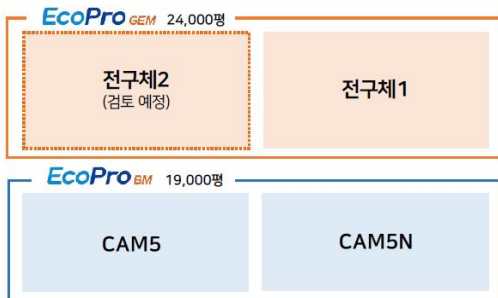 EcoPro GEM 24,000평
전구체2
(검토 예정)
전구체1
EcoPro BM 19,000평
CAM5
CAM5N